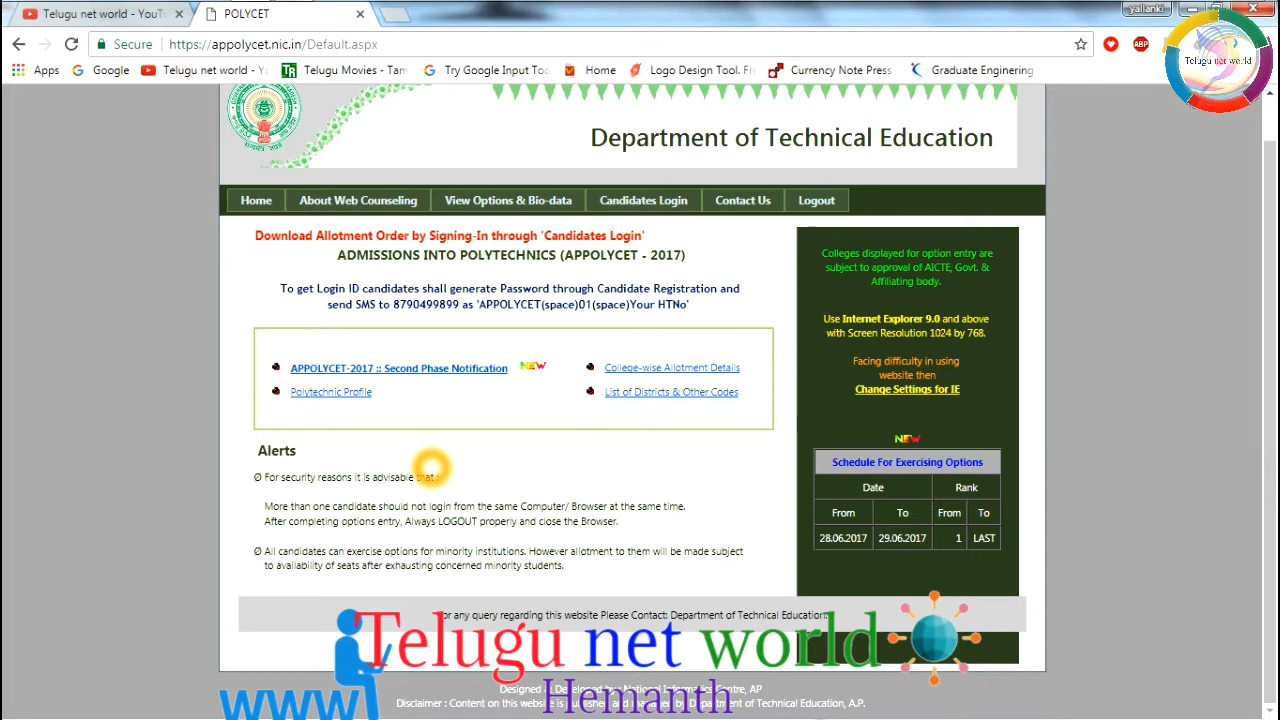 Telugu net world - YouTu
POLYCET
yallanki
Secure
https://appolycet.nic.in/Default.aspx
ABP
Apps
Google
Telugu net world - Yo
Telugu Movies - Tam
Try Google Input Too
Home
Logo Design Tool. Fr
Currency Note Press
Graduate Enginering
Telugu net world
Department of Technical Education
Home
About Web Counseling
View Options & Bio-data
Candidates Login
Contact Us
Logout
Download Allotment Order by Signing-In through 'Candidates Login'
ADMISSIONS INTO POLYTECHNICS (APPOLYCET - 2017)
To get Login ID candidates shall generate Password through Candidate Registration and
send SMS to 8790499899 as 'APPOLYCET(space)01(space)Your HTNo'
APPOLYCET-2017 :: Second Phase Notification
NEW
College-wise Allotment Details
Polytechnic Profile
List of Districts & Other Codes
Alerts
Ø For security reasons it is advisable that :
More than one candidate should not login from the same Computer/ Browser at the same time.
After completing options entry, Always LOGOUT properly and close the Browser.
Ø All candidates can exercise options for minority institutions. However allotment to them will be made subject
to availability of seats after exhausting concerned minority students.
Colleges displayed for option entry are
subject to approval of AICTE, Govt. &
Affiliating body.
Use Internet Explorer 9.0 and above
with Screen Resolution 1024 by 768.
Facing difficulty in using
website then
Change Settings for IE
NEW
Schedule For Exercising Options
Date Rank
From To From To
28.06.2017 29.06.2017 1 LAST
or any query regarding this website Please Contact: Department of Technical Education.
Telugu net world
www
Hemanth
Designed & Developed by: National Informatics Centre, AP
Disclaimer : Content on this website is published and managed by Department of Technical Education, A.P.